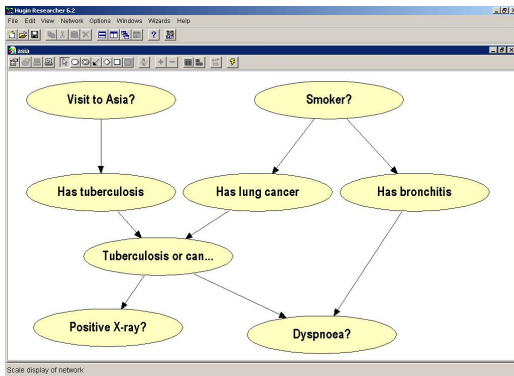 Hugin Researcher 6.2
File Edit View Network Options Windows Wizards Help
asia
Visit to Asia?
Smoker?
Has tuberculosis
Has lung cancer
Has bronchitis
Tuberculosis or can...
Positive X-ray?
Dyspnoea?
Scale display of network